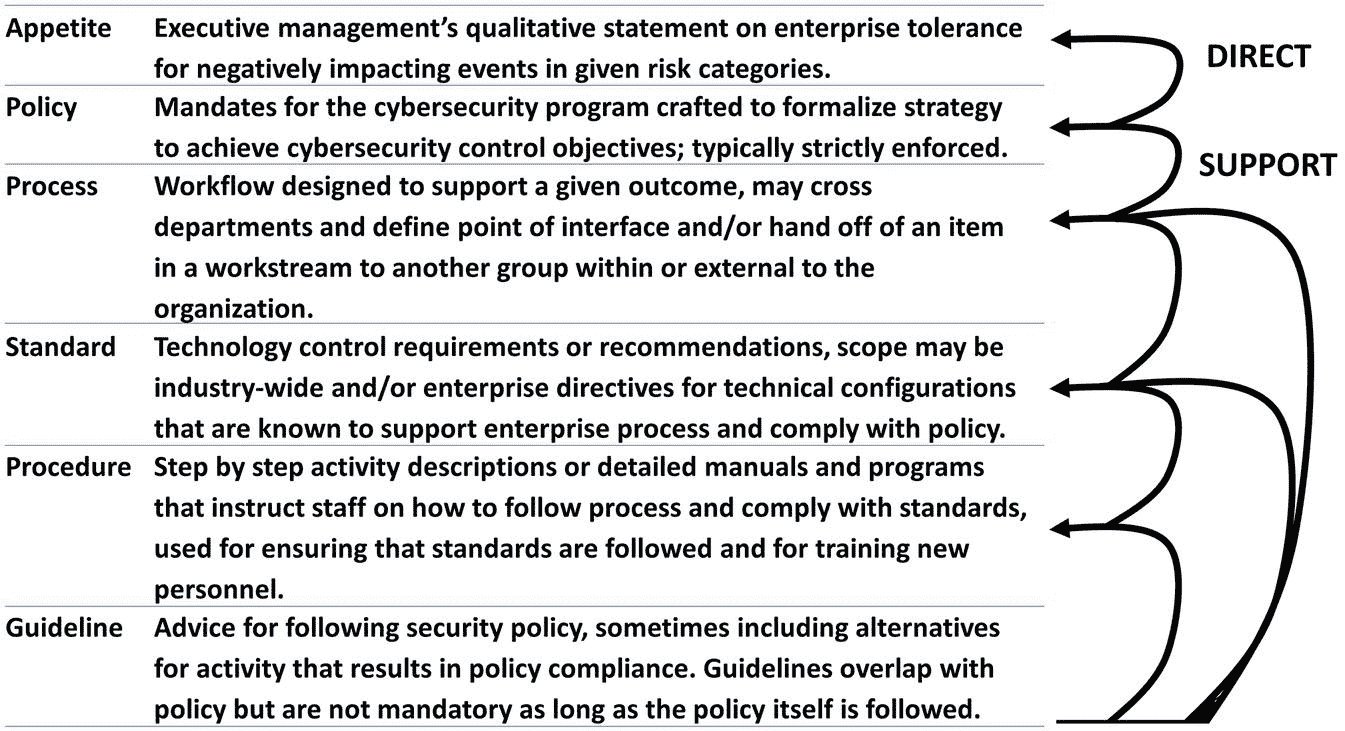 Appetite Executive management’s qualitative statement on enterprise tolerance
for negatively impacting events in given risk categories.
DIRECT
Policy Mandates for the cybersecurity program crafted to formalize strategy
to achieve cybersecurity control objectives; typically strictly enforced.
SUPPORT
Process Workflow designed to support a given outcome, may cross
departments and define point of interface and/or hand off of an item
in a workstream to another group within or external to the
organization.
Standard Technology control requirements or recommendations, scope may be
industry-wide and/or enterprise directives for technical configurations
that are known to support enterprise process and comply with policy.
Procedure Step by step activity descriptions or detailed manuals and programs
that instruct staff on how to follow process and comply with standards,
used for ensuring that standards are followed and for training new
personnel.
Guideline Advice for following security policy, sometimes including alternatives
for activity that results in policy compliance. Guidelines overlap with
policy but are not mandatory as long as the policy itself is followed.